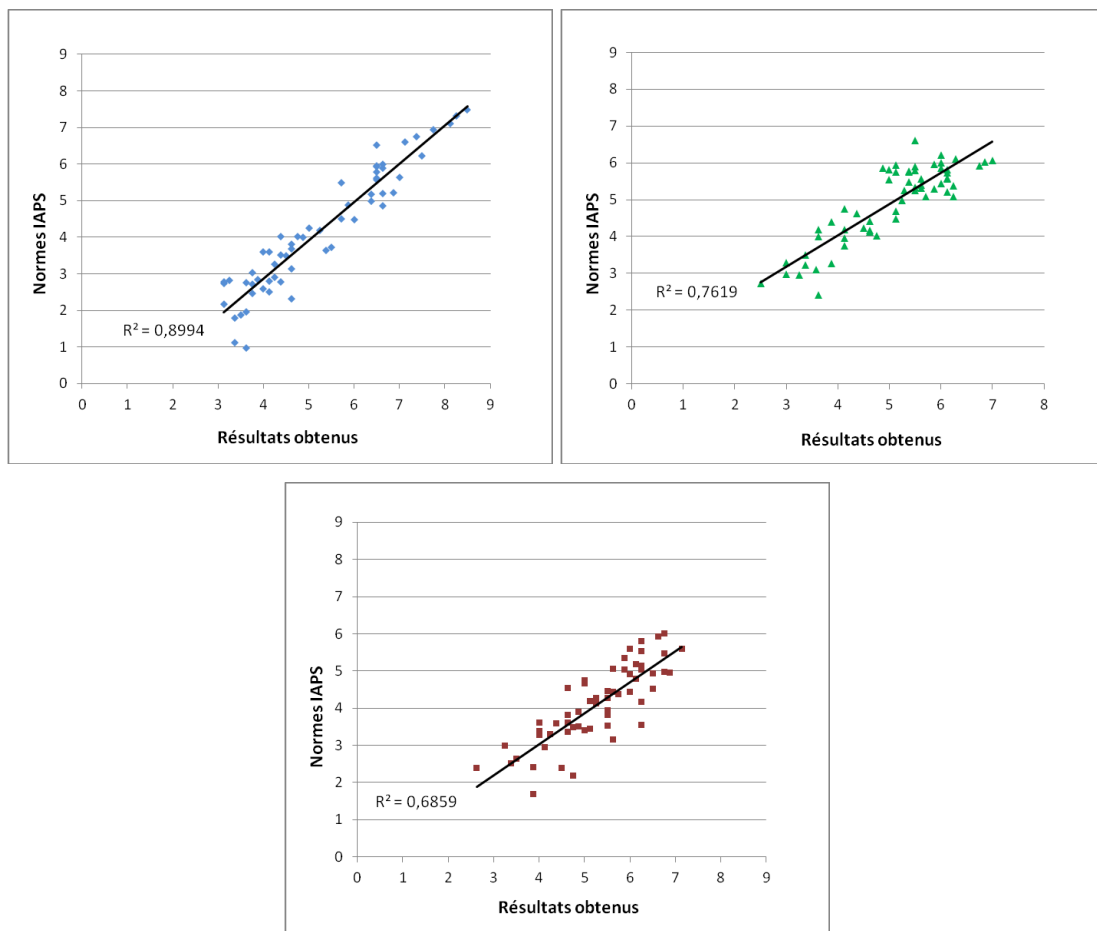 9
8
7
6
5
4
3
2
1
0
Normes IAPS
R² = 0,8994
0 1 2 3 4 5 6 7 8 9
Résultats obtenus
9
8
7
6
5
4
3
2
1
0
Normes IAPS
R² = 0,7619
0 1 2 3 4 5 6 7 8
Résultats obtenus
9
8
7
6
5
4
3
2
1
0
Normes IAPS
R² = 0,6859
0 1 2 3 4 5 6 7 8 9
Résultats obtenus